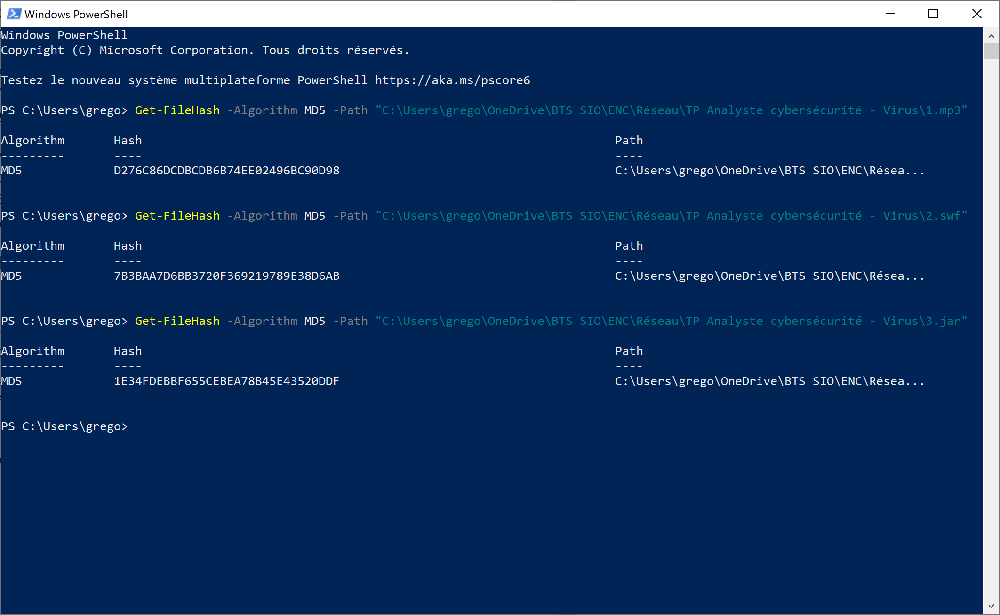 Windows PowerShell
Windows PowerShell
Copyright (C) Microsoft Corporation. Tous droits réservés.
Testez le nouveau système multiplateforme PowerShell https://aka.ms/pscore6
PS C:\Users\grego> Get-FileHash -Algorithm MD5 -Path "C:\Users\grego\OneDrive\BTS SIO\ENC\Réseau\TP Analyste cybersécurité - Virus\1.mp3"
Algorithm Hash Path
--------- ---- ----
MD5 D276C86DCDBCDB6B74EE02496BC90D98 C:\Users\grego\OneDrive\BTS SIO\ENC\Résea...
PS C:\Users\grego> Get-FileHash -Algorithm MD5 -Path "C:\Users\grego\OneDrive\BTS SIO\ENC\Réseau\TP Analyste cybersécurité - Virus\2.swf"
Algorithm Hash Path
--------- ---- ----
MD5 7B3BAA7D6BB3720F369219789E38D6AB C:\Users\grego\OneDrive\BTS SIO\ENC\Résea...
PS C:\Users\grego> Get-FileHash -Algorithm MD5 -Path "C:\Users\grego\OneDrive\BTS SIO\ENC\Réseau\TP Analyste cybersécurité - Virus\3.jar"
Algorithm Hash Path
--------- ---- ----
MD5 1E34FDEBBF655CEBEA78B45E43520DDF C:\Users\grego\OneDrive\BTS SIO\ENC\Résea...
PS C:\Users\grego>